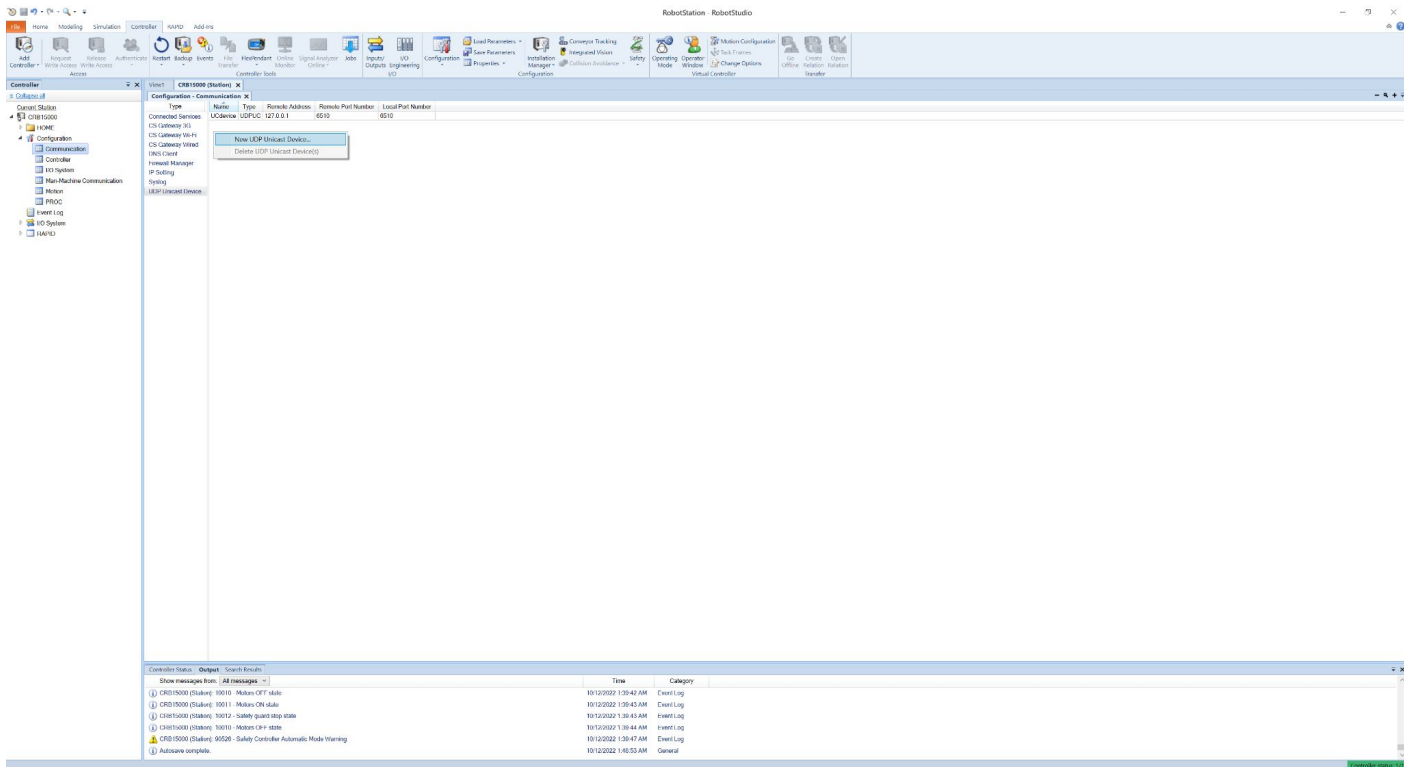 RobotStation - RobotStudio
File Home Modeling Simulation Controller RAPID Add-Ins
Add Controller
Request Write Access
Release Write Access
Authenticate
Access
Restart
Backup
Events
File Transfer
FlexPendant
Online Monitor
Signal Analyzer Online
Jobs
Controller Tools
Inputs/ Outputs
I/O Engineering
I/O
Configuration
Load Parameters
Save Parameters
Properties
Installation Manager
Conveyor Tracking
Integrated Vision
Collision Avoidance
Safety
Configuration
Operating Mode
Operator Window
Motion Configuration
Task Frames
Change Options
Virtual Controller
Go Offline
Create Relation
Open Relation
Transfer
Controller
Collapse all
Current Station
CRB15000
HOME
Configuration
Communication
Controller
I/O System
Man-Machine Communication
Motion
PROC
Event Log
I/O System
RAPID
View1 CRB15000 (Station) X
Configuration - Communication X
Type
Connected Services
CS Gateway 3G
CS Gateway Wi-Fi
CS Gateway Wired
DNS Client
Firewall Manager
IP Setting
Syslog
UDP Unicast Device
Name Type Remote Address Remote Port Number Local Port Number
UCdevice UDPUC 127.0.0.1 6510 6510
New UDP Unicast Device...
Delete UDP Unicast Device(s)
Controller Status Output Search Results
Show messages from: All messages Time Category
CRB15000 (Station): 10010 - Motors OFF state 10/12/2022 1:39:42 AM Event Log
CRB15000 (Station): 10011 - Motors ON state 10/12/2022 1:39:43 AM Event Log
CRB15000 (Station): 10012 - Safety guard stop state 10/12/2022 1:39:43 AM Event Log
CRB15000 (Station): 10010 - Motors OFF state 10/12/2022 1:39:44 AM Event Log
CRB15000 (Station): 90526 - Safety Controller Automatic Mode Warning 10/12/2022 1:39:47 AM Event Log
Autosave complete. 10/12/2022 1:48:53 AM General
Controller status: 1/1